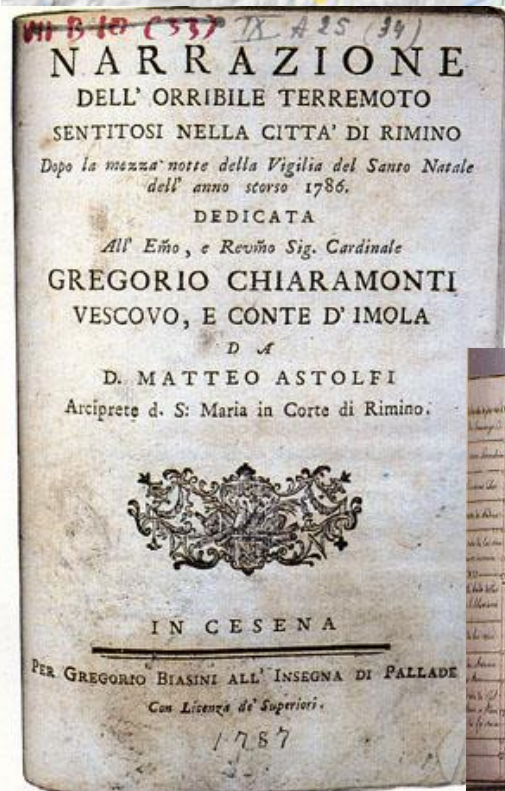 VII B 10 (33) IX A 25 (34)
NARRAZIONE
DELL' ORRIBILE TERREMOTO
SENTITOSI NELLA CITTA' DI RIMINO
Dopo la mezza notte della Vigilia del Santo Natale
dell' anno scorso 1786.
DEDICATA
All' Em̃o, e Revm̃o Sig. Cardinale
GREGORIO CHIARAMONTI
VESCOVO, E CONTE D' IMOLA
D A
D. MATTEO ASTOLFI
Arciprete d. S: Maria in Corte di Rimino.
IN CESENA
PER GREGORIO BIASINI ALL' INSEGNA DI PALLADE
Con Licenza de' Superiori.
1787